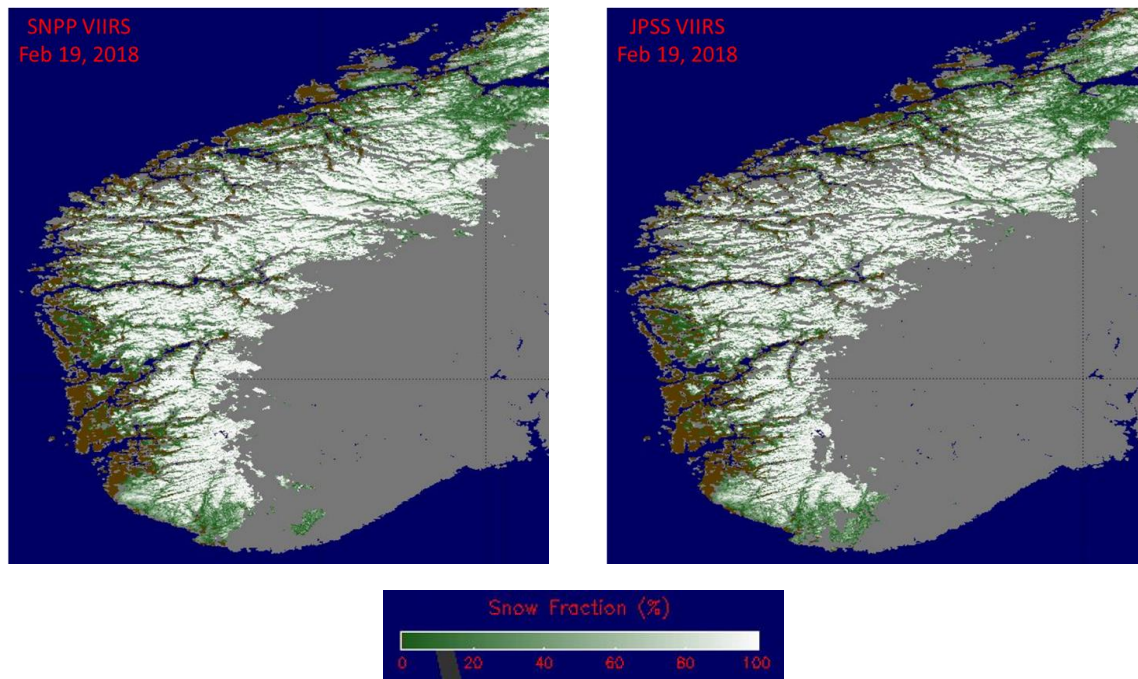 SNPP VIIRS
Feb 19, 2018
JPSS VIIRS
Feb 19, 2018
Snow Fraction (%)
0 20 40 60 80 100